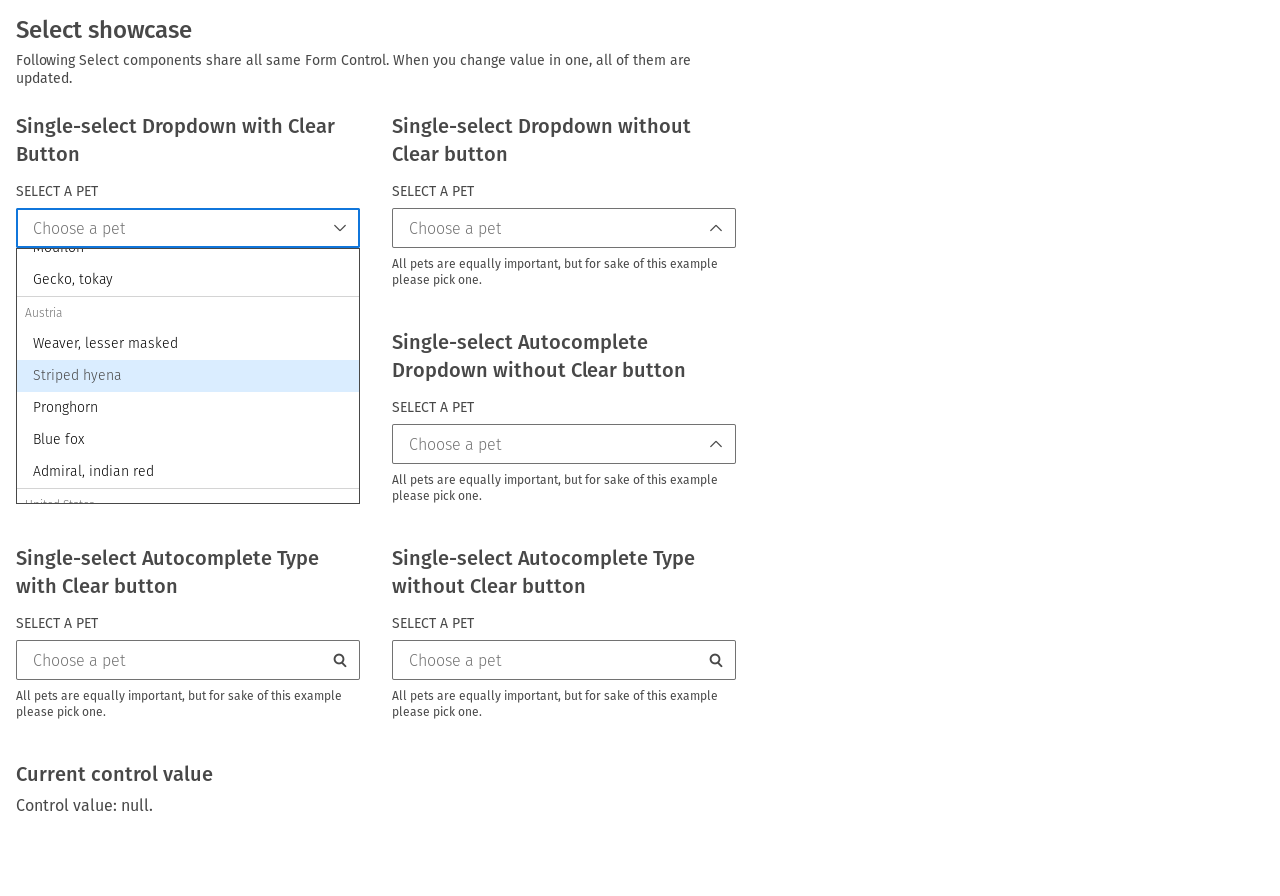 Select showcase
Following Select components share all same Form Control. When you change value in one, all of them are
updated.
Single-select Dropdown with Clear
Button
SELECT A PET
Choose a pet
Mouflon
Gecko, tokay
Austria
Weaver, lesser masked
Striped hyena
Pronghorn
Blue fox
Admiral, indian red
United States
Single-select Dropdown without
Clear button
SELECT A PET
Choose a pet
All pets are equally important, but for sake of this example
please pick one.
Single-select Autocomplete
Dropdown without Clear button
SELECT A PET
Choose a pet
All pets are equally important, but for sake of this example
please pick one.
Single-select Autocomplete Type
with Clear button
SELECT A PET
Choose a pet
All pets are equally important, but for sake of this example
please pick one.
Single-select Autocomplete Type
without Clear button
SELECT A PET
Choose a pet
All pets are equally important, but for sake of this example
please pick one.
Current control value
Control value: null.